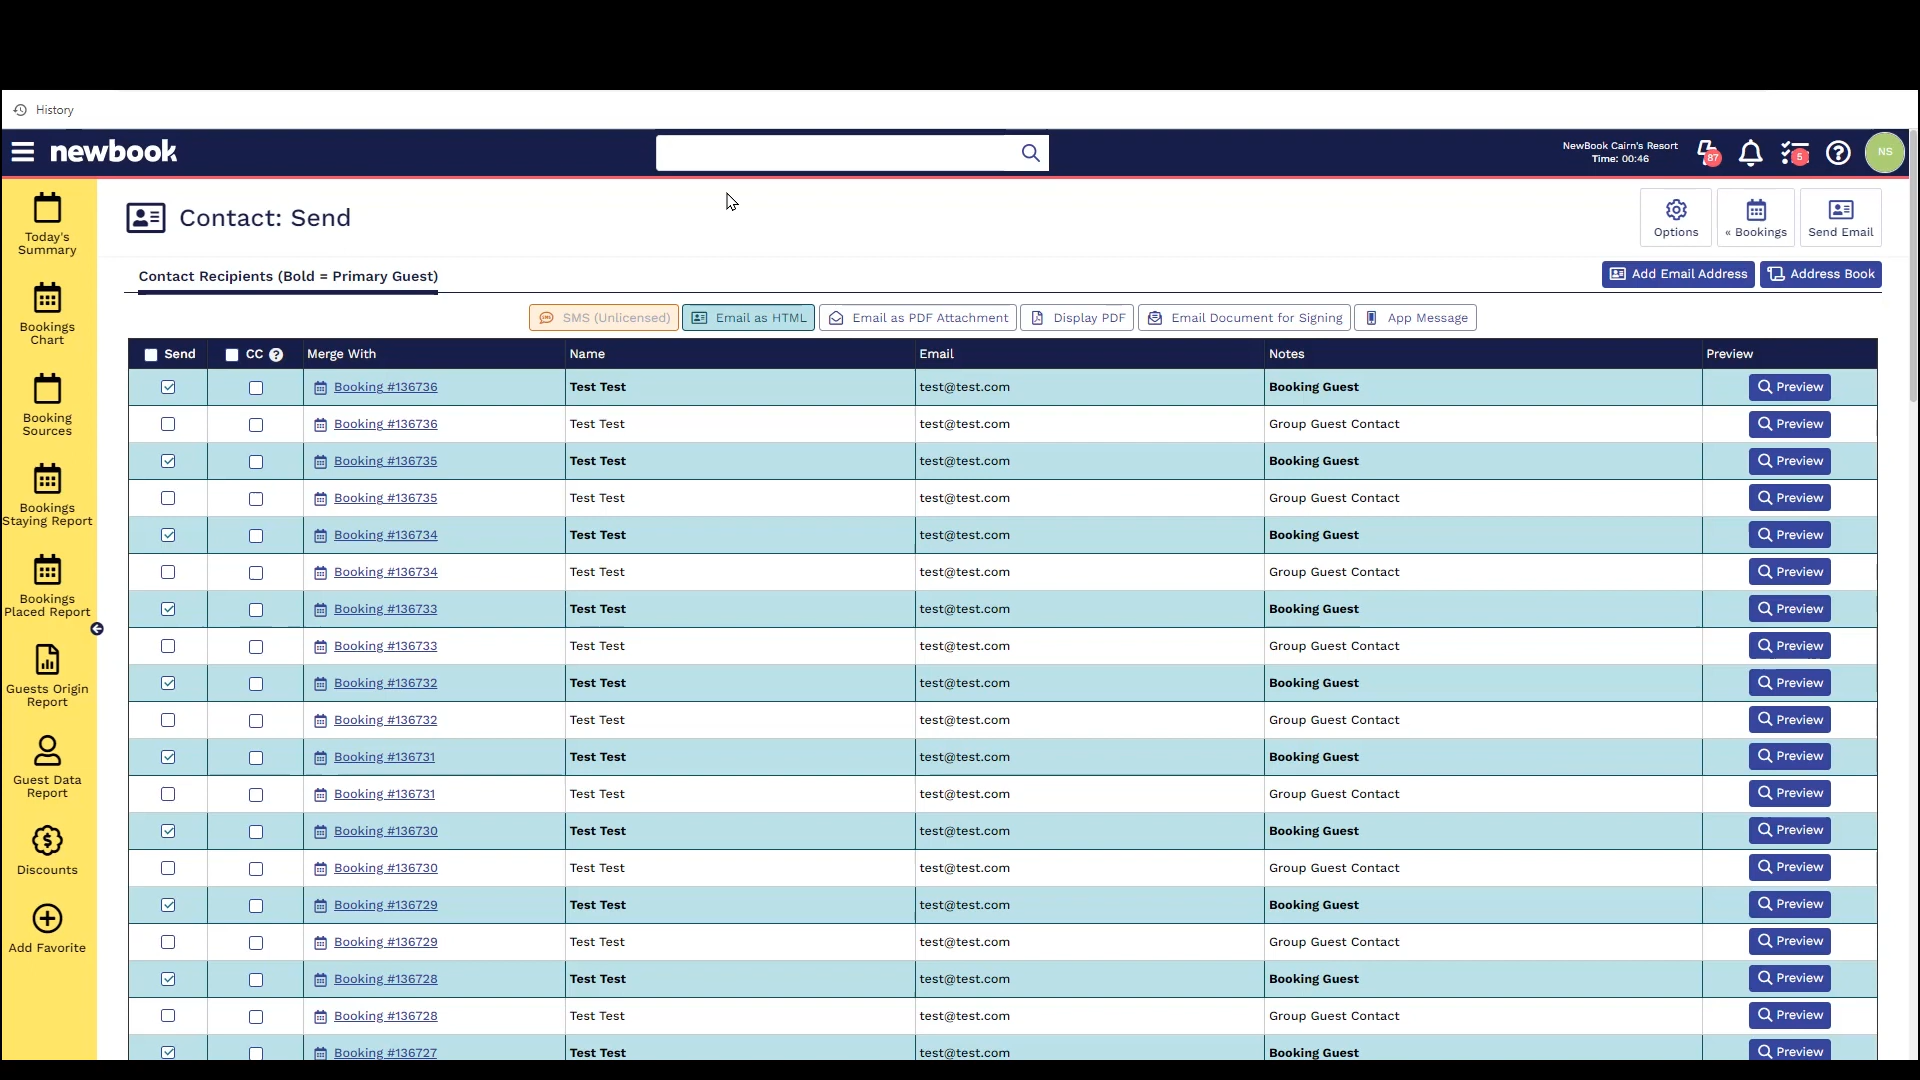 History
newbook
NewBook Cairn's Resort
Time: 00:46
87
5
NS
Today's
Summary
Bookings
Chart
Booking
Sources
Bookings
Staying Report
Bookings
Placed Report
Guests Origin
Report
Guest Data
Report
Discounts
Add Favorite
Contact: Send
Options
« Bookings
Send Email
Contact Recipients (Bold = Primary Guest)
Add Email Address
Address Book
SMS (Unlicensed)
Email as HTML
Email as PDF Attachment
Display PDF
Email Document for Signing
App Message
Send CC ? Merge With Name Email Notes Preview
Booking #136736 Test Test test@test.com Booking Guest Preview
Booking #136736 Test Test test@test.com Group Guest Contact Preview
Booking #136735 Test Test test@test.com Booking Guest Preview
Booking #136735 Test Test test@test.com Group Guest Contact Preview
Booking #136734 Test Test test@test.com Booking Guest Preview
Booking #136734 Test Test test@test.com Group Guest Contact Preview
Booking #136733 Test Test test@test.com Booking Guest Preview
Booking #136733 Test Test test@test.com Group Guest Contact Preview
Booking #136732 Test Test test@test.com Booking Guest Preview
Booking #136732 Test Test test@test.com Group Guest Contact Preview
Booking #136731 Test Test test@test.com Booking Guest Preview
Booking #136731 Test Test test@test.com Group Guest Contact Preview
Booking #136730 Test Test test@test.com Booking Guest Preview
Booking #136730 Test Test test@test.com Group Guest Contact Preview
Booking #136729 Test Test test@test.com Booking Guest Preview
Booking #136729 Test Test test@test.com Group Guest Contact Preview
Booking #136728 Test Test test@test.com Booking Guest Preview
Booking #136728 Test Test test@test.com Group Guest Contact Preview
Booking #136727 Test Test test@test.com Booking Guest Preview